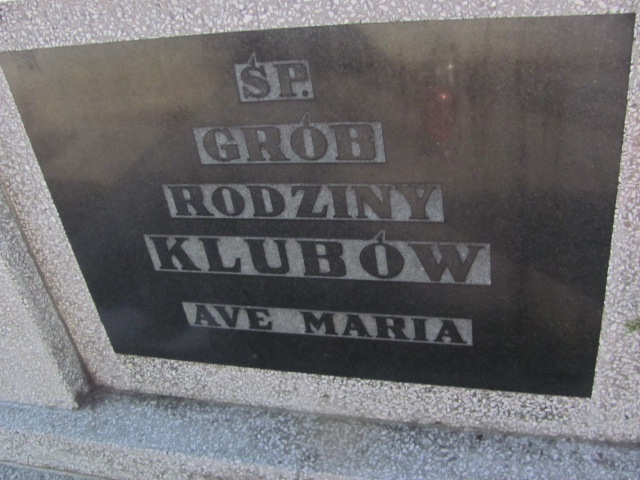 ŚP.
GRÓB
RODZINY
KLUBÓW
AVE MARIA